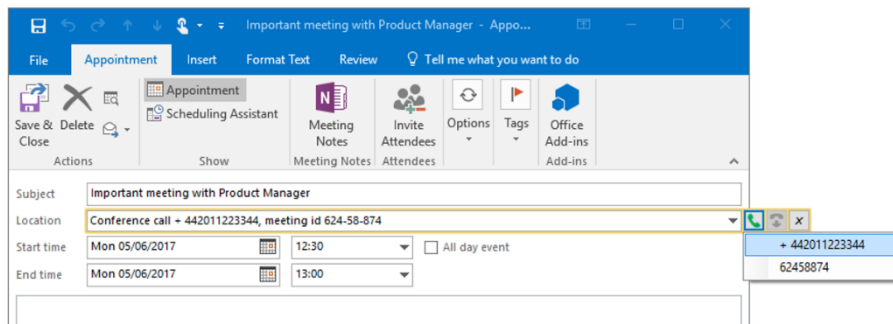 Important meeting with Product Manager - Appo...
File Appointment Insert Format Text Review Tell me what you want to do
Save & Close
Delete
Actions
Appointment
Scheduling Assistant
Show
Meeting Notes
Meeting Notes
Invite Attendees
Attendees
Options
Tags
Office Add-ins
Add-ins
Subject Important meeting with Product Manager
Location Conference call + 442011223344, meeting id 624-58-874 x
Start time Mon 05/06/2017 12:30 All day event
End time Mon 05/06/2017 13:00
+ 442011223344
62458874